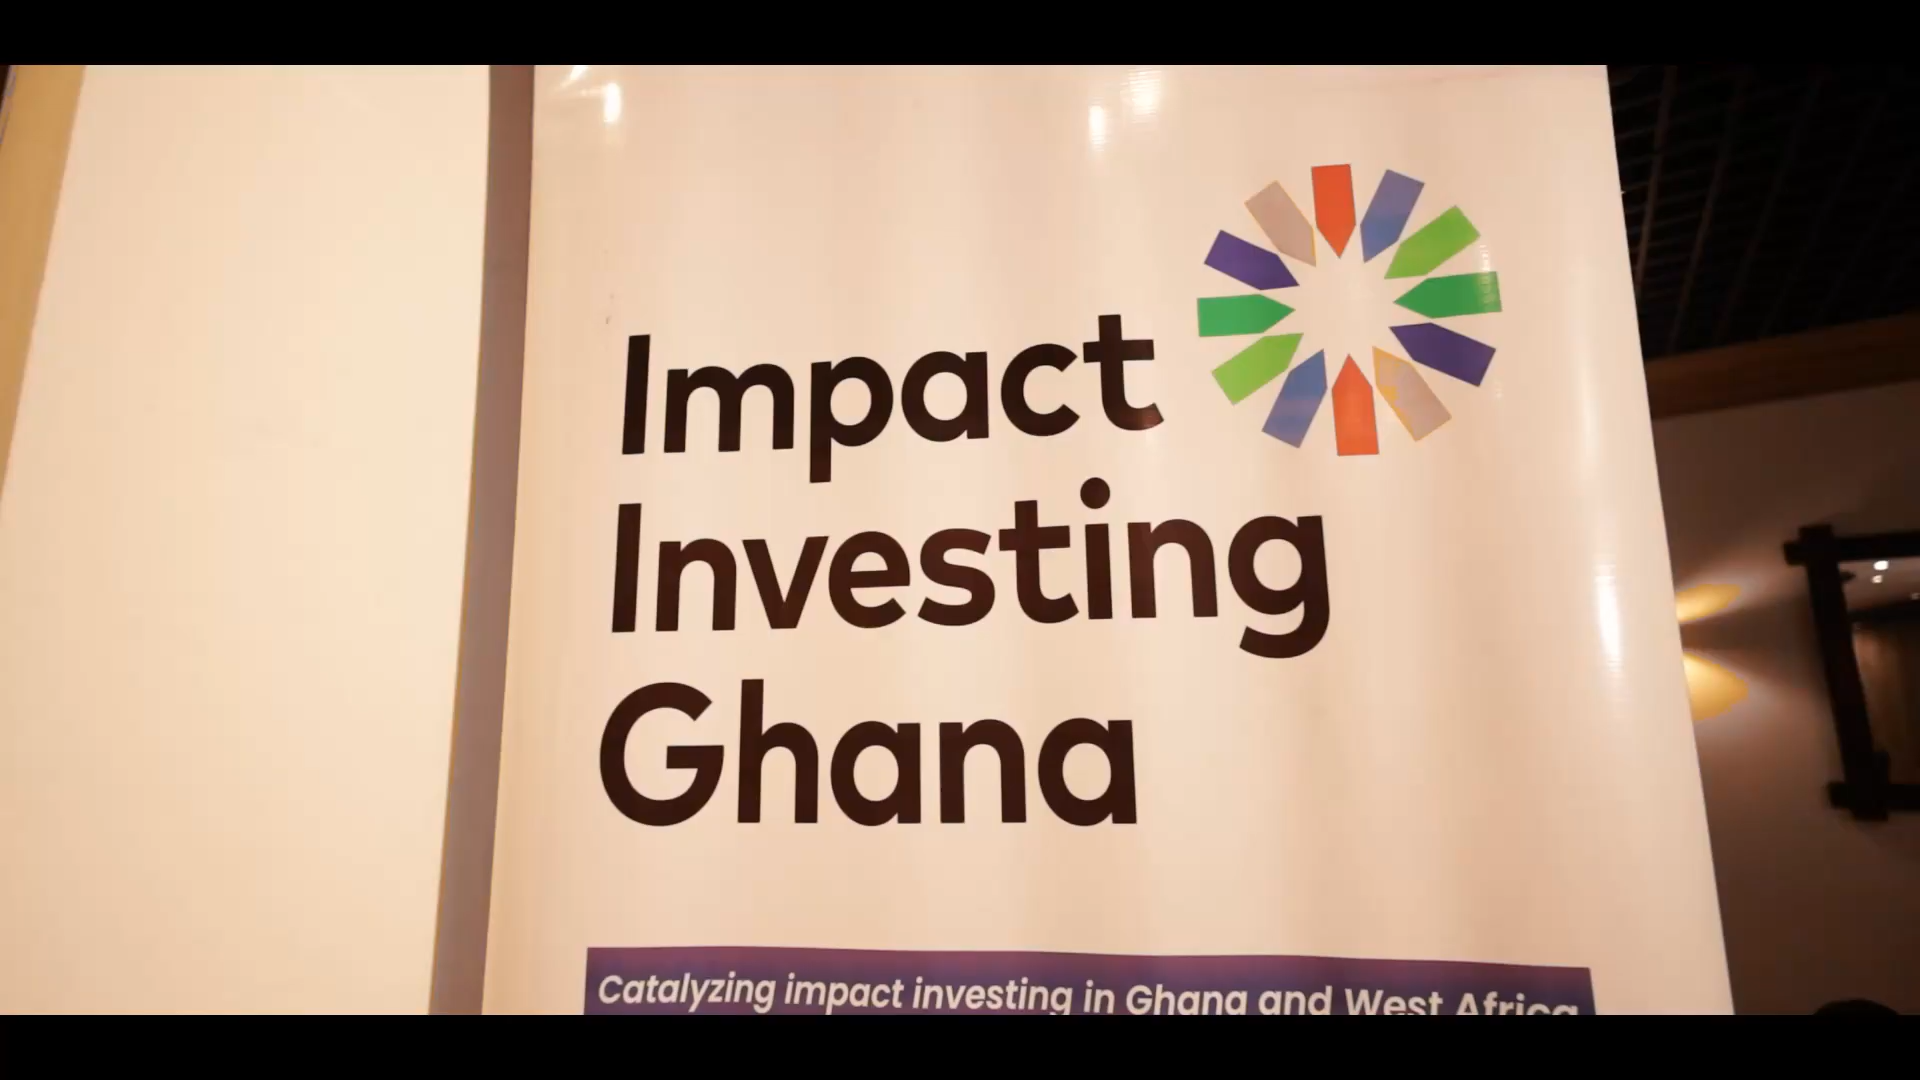 Impact
Investing
Ghana
Catalyzing impact investing in Ghana and West Africa